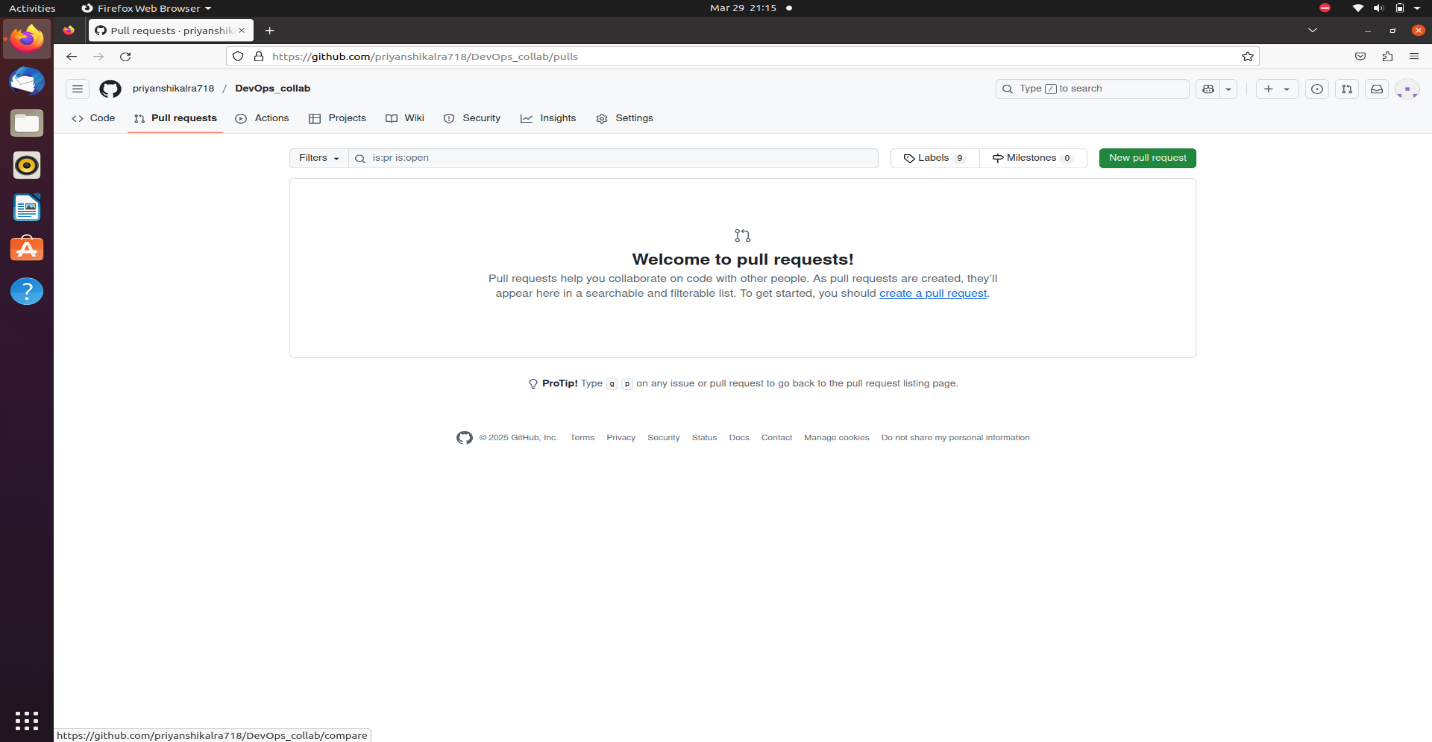 Activities Firefox Web Browser Mar 29 21:15
Pull requests · priyanshika
https://github.com/priyanshikalra718/DevOps_collab/pulls
priyanshikalra718 / DevOps_collab Type / to search
Code Pull requests Actions Projects Wiki Security Insights Settings
Filters is:pr is:open Labels 9 Milestones 0 New pull request
Welcome to pull requests!
Pull requests help you collaborate on code with other people. As pull requests are created, they'll
appear here in a searchable and filterable list. To get started, you should create a pull request.
ProTip! Type g p on any issue or pull request to go back to the pull request listing page.
© 2025 GitHub, Inc. Terms Privacy Security Status Docs Contact Manage cookies Do not share my personal information
https://github.com/priyanshikalra718/DevOps_collab/compare